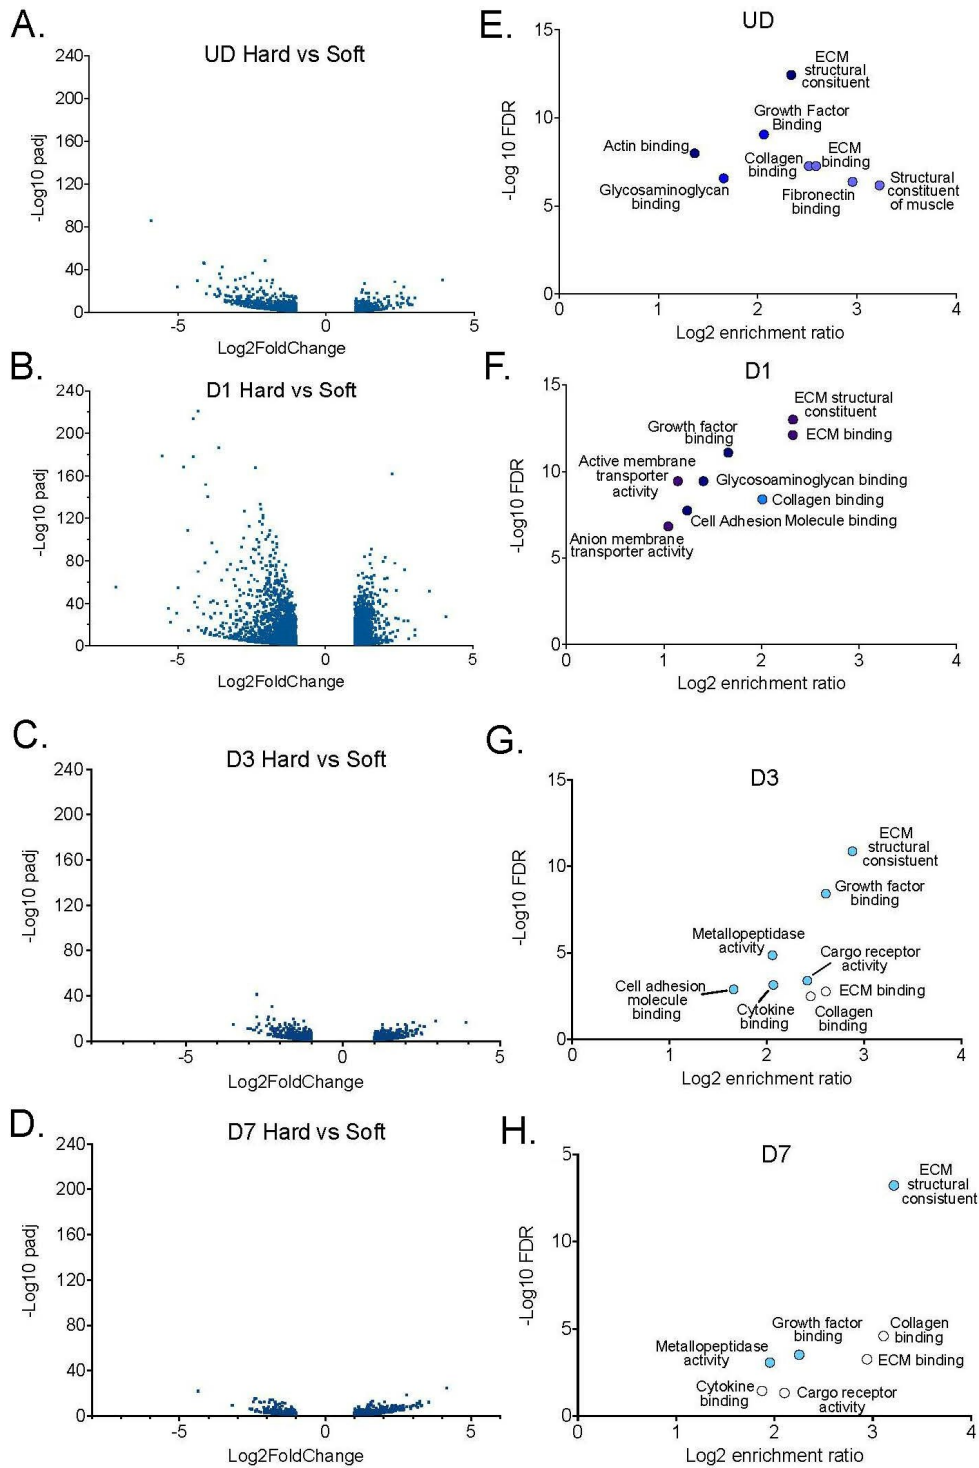 A.
UD Hard vs Soft
240
200
160
120
80
40
0
-Log10 padj
-5
0
5
Log2FoldChange
E.
UD
15
10
5
0
-Log 10 FDR
ECM
structural
consituent
Growth Factor
Binding
Actin binding
Collagen
binding
ECM
binding
Glycosaminoglycan
binding
Fibronectin
binding
Structural
constituent
of muscle
0
1
2
3
4
Log2 enrichment ratio
B.
D1 Hard vs Soft
240
200
160
120
80
40
0
-Log10 padj
-5
0
5
Log2FoldChange
F.
D1
15
10
5
0
-Log10 FDR
ECM structural
constituent
ECM binding
Growth factor
binding
Active membrane
transporter
activity
Glycosoaminoglycan binding
Collagen binding
Cell Adhesion Molecule binding
Anion membrane
transporter activity
0
1
2
3
4
Log2 enrichment ratio
C.
D3 Hard vs Soft
240
200
160
120
80
40
0
-Log10 padj
-5
0
5
Log2FoldChange
G.
D3
15
10
5
0
-Log10 FDR
ECM
structural
consistuent
Growth factor
binding
Metallopeptidase
activity
Cargo receptor
activity
Cell adhesion
molecule
binding
Cytokine
binding
ECM binding
Collagen
binding
0
1
2
3
4
Log2 enrichment ratio
D.
D7 Hard vs Soft
240
200
160
120
80
40
0
-Log10 padj
-5
0
5
Log2FoldChange
H.
D7
5
10
5
0
-Log10 FDR
ECM
structural
consistuent
Collagen
binding
Growth factor
binding
Metallopeptidase
activity
ECM binding
Cytokine
binding
Cargo receptor
activity
0
1
2
3
4
Log2 enrichment ratio